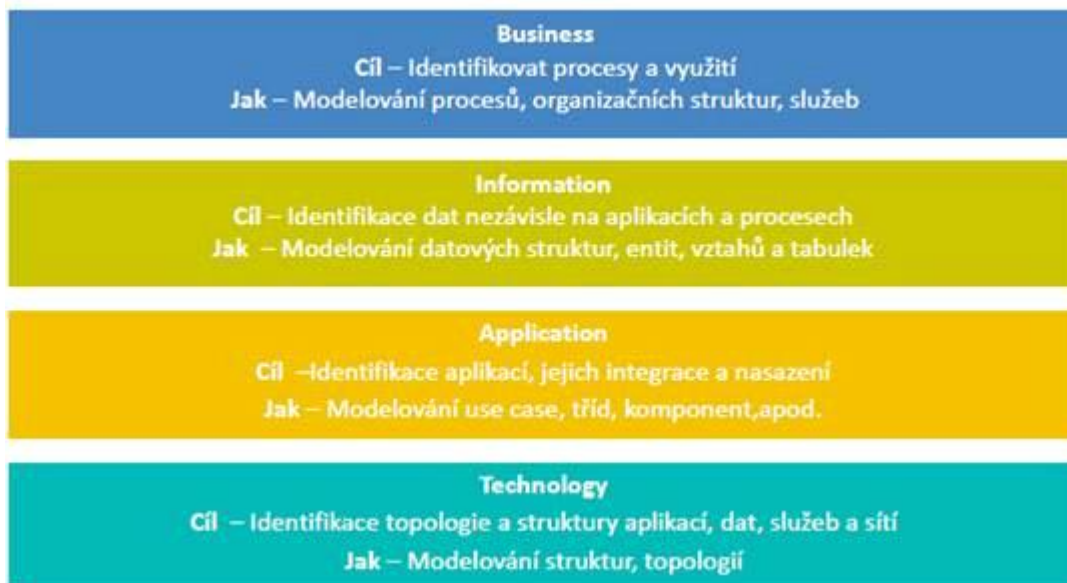 Business
Cíl – Identifikovat procesy a využití
Jak – Modelování procesů, organizačních struktur, služeb
Information
Cíl – Identifikace dat nezávisle na aplikacích a procesech
Jak – Modelování datových struktur, entit, vztahů a tabulek
Application
Cíl –Identifikace aplikací, jejich integrace a nasazení
Jak – Modelování use case, tříd, komponent,apod.
Technology
Cíl – Identifikace topologie a struktury aplikací, dat, služeb a sítí
Jak – Modelování struktur, topologií